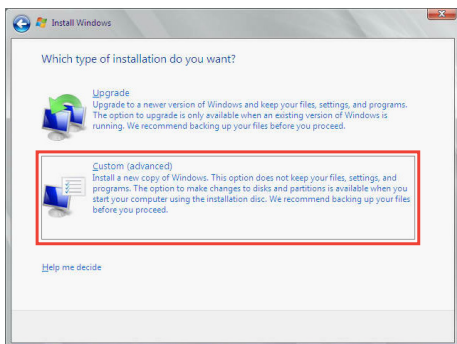 Install Windows
Which type of installation do you want?
Upgrade
Upgrade to a newer version of Windows and keep your files, settings, and programs.
The option to upgrade is only available when an existing version of Windows is
running. We recommend backing up your files before you proceed.
Custom (advanced)
Install a new copy of Windows. This option does not keep your files, settings, and
programs. The option to make changes to disks and partitions is available when you
start your computer using the installation disc. We recommend backing up your files
before you proceed.
Help me decide